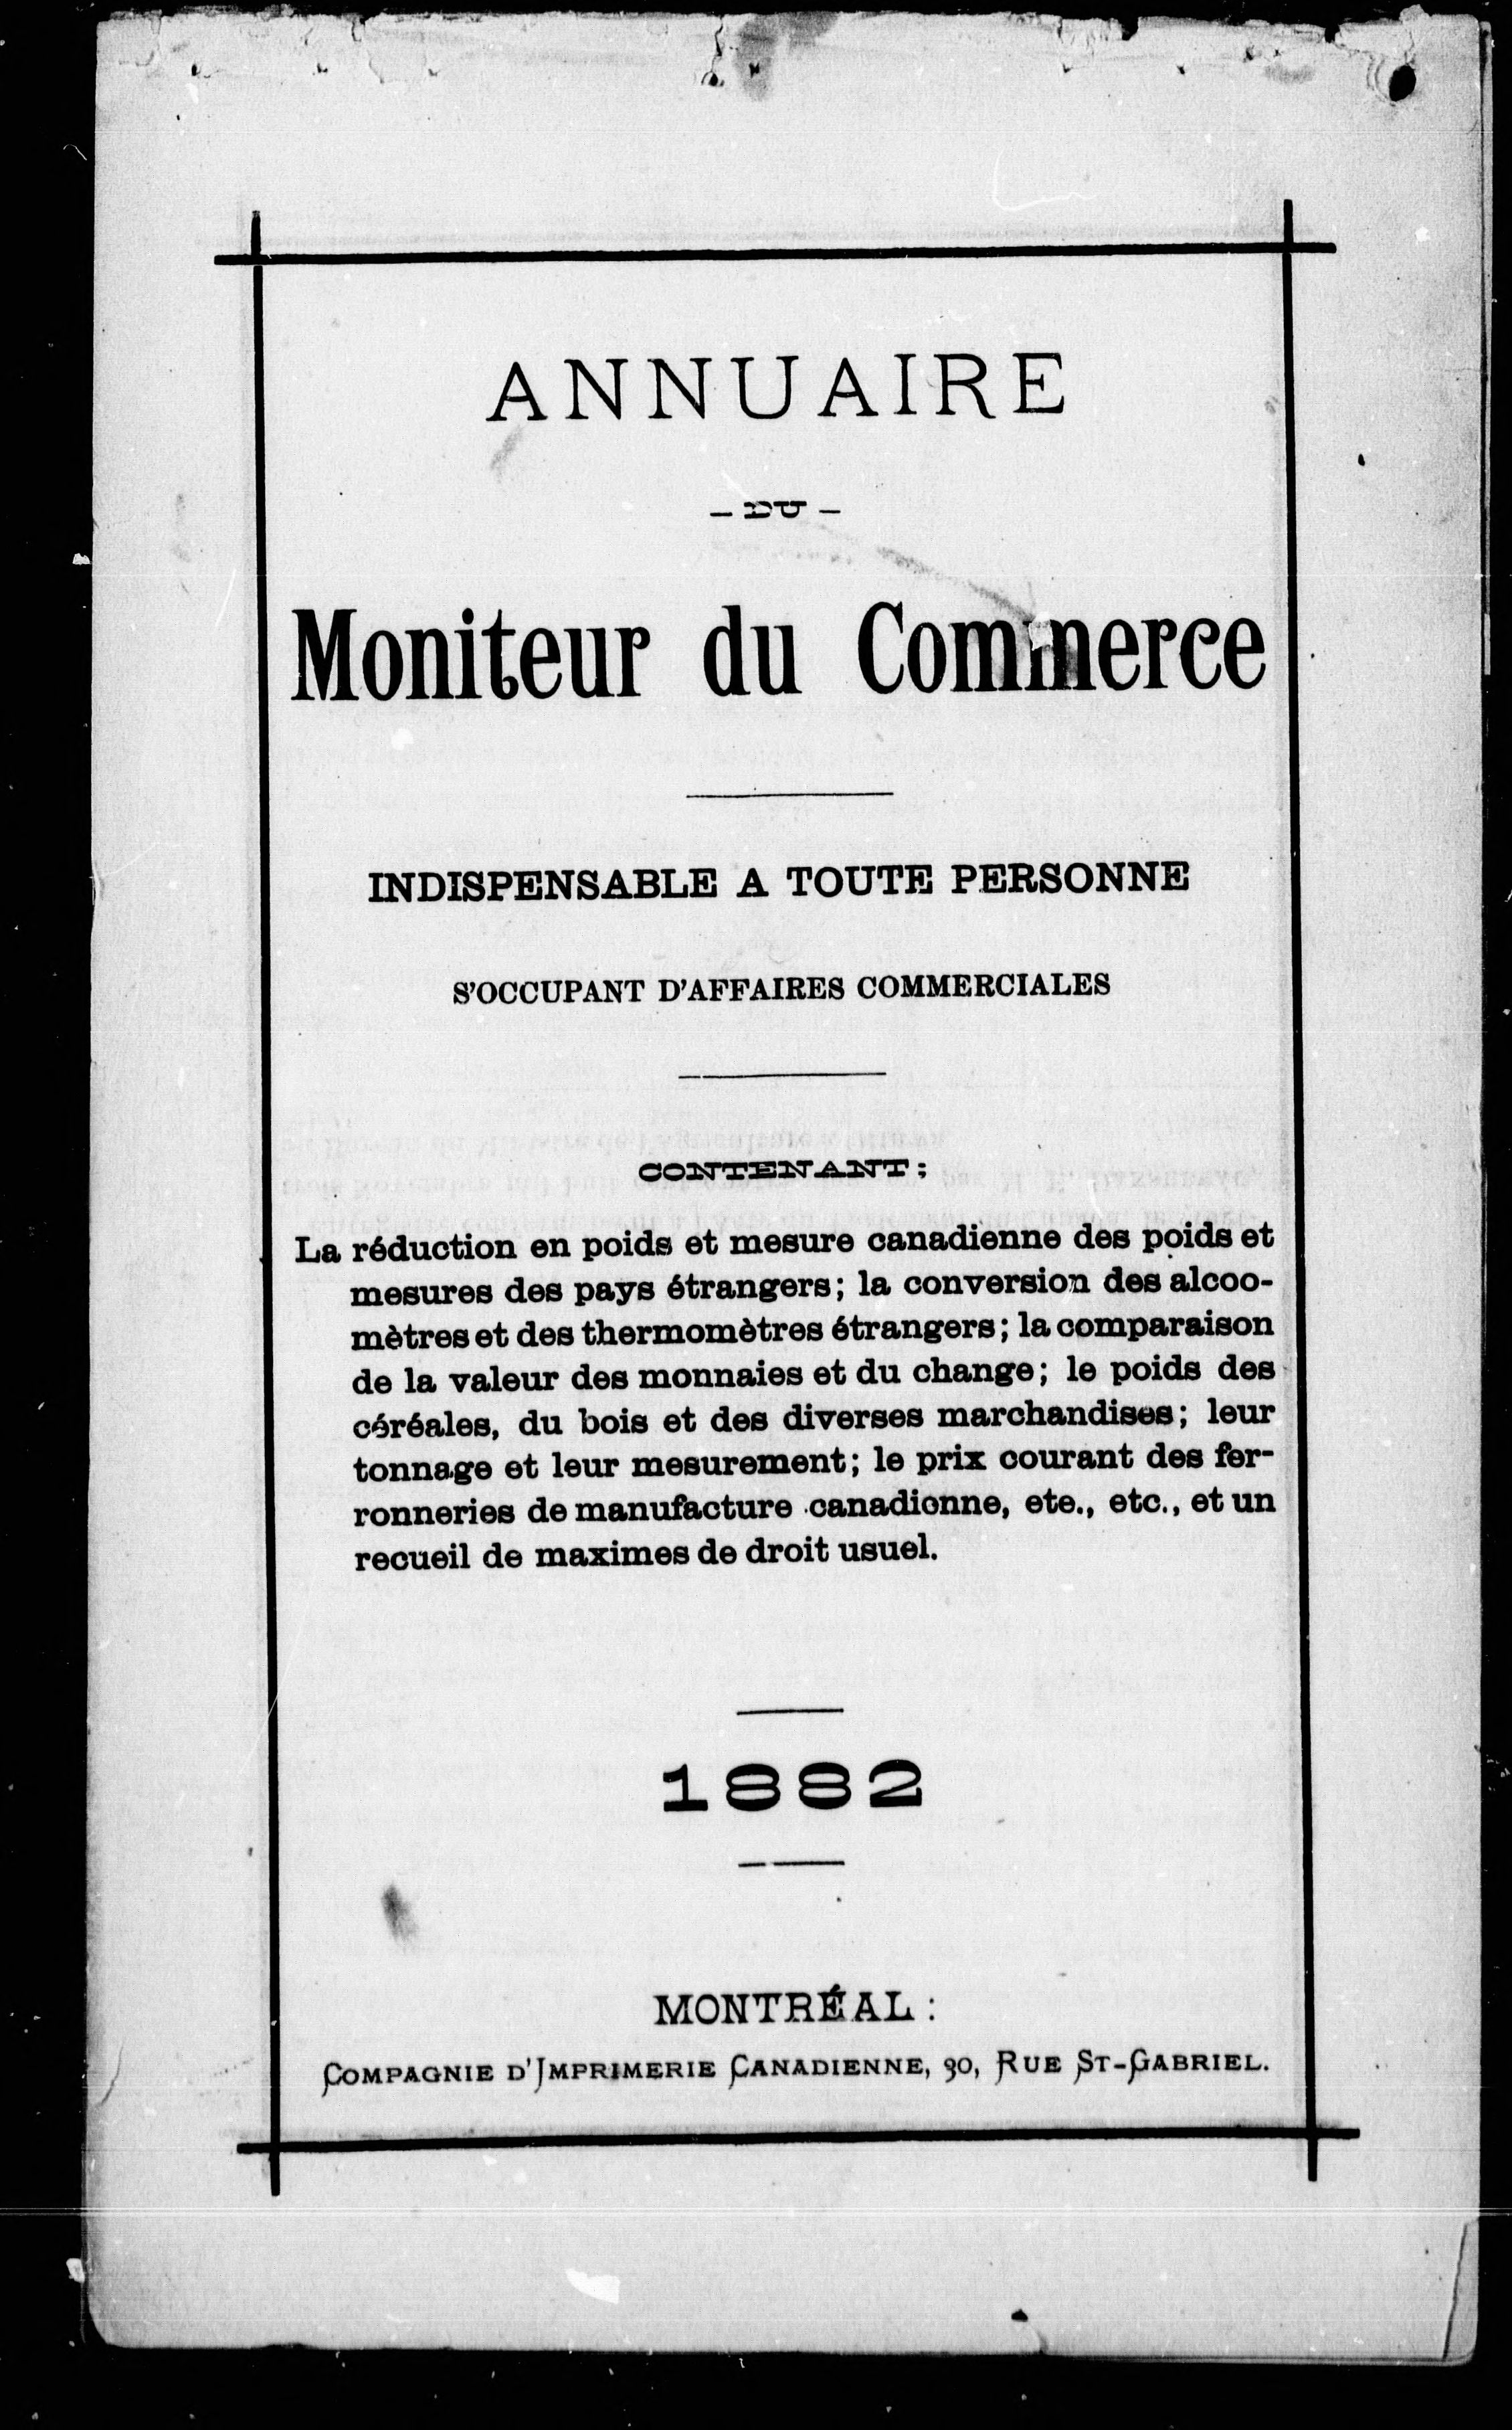 ANNUAIRE
– DU –
Moniteur du Commerce
INDISPENSABLE A TOUTE PERSONNE
S'OCCUPANT D'AFFAIRES COMMERCIALES
CONTENANT :
La réduction en poids et mesure canadienne des poids et
mesures des pays étrangers; la conversion des alcoo-
mètres et des thermomètres étrangers; la comparaison
de la valeur des monnaies et du change; le poids des
céréales, du bois et des diverses marchandises; leur
tonnage et leur mesurement; le prix courant des fer-
ronneries de manufacture canadienne, ete., etc., et un
recueil de maximes de droit usuel.
1882
MONTRÉAL :
COMPAGNIE D'IMPRIMERIE CANADIENNE, 30, RUE ST-GABRIEL.